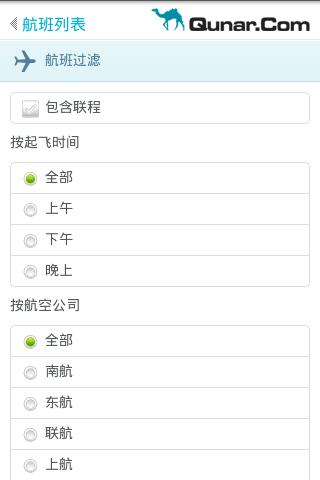 航班列表
Qunar.Com
航班过滤
包含联程
按起飞时间
全部
上午
下午
晚上
按航空公司
全部
南航
东航
联航
上航